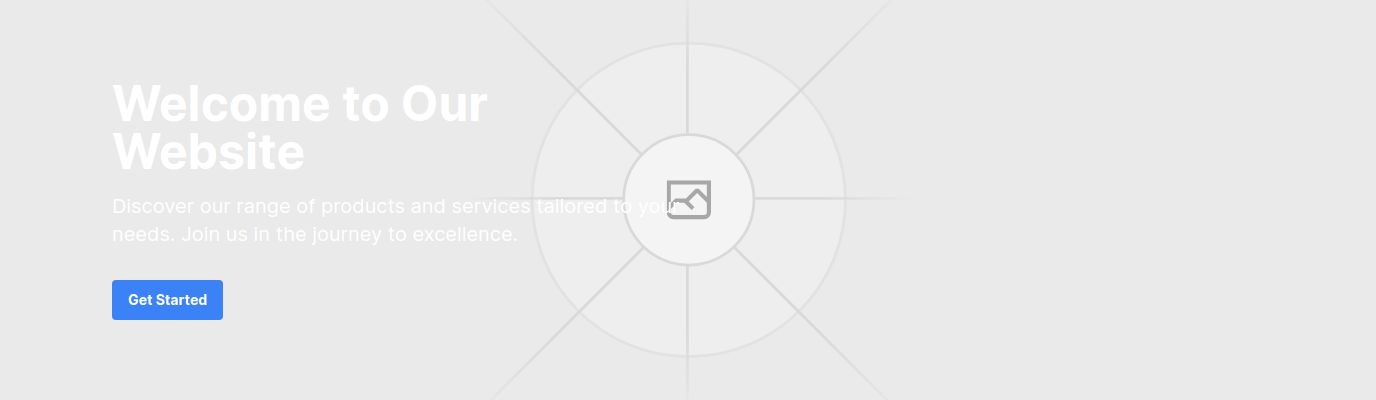 Welcome to Our
Website
Discover our range of products and services tailored to your
needs. Join us in the journey to excellence.
Get Started